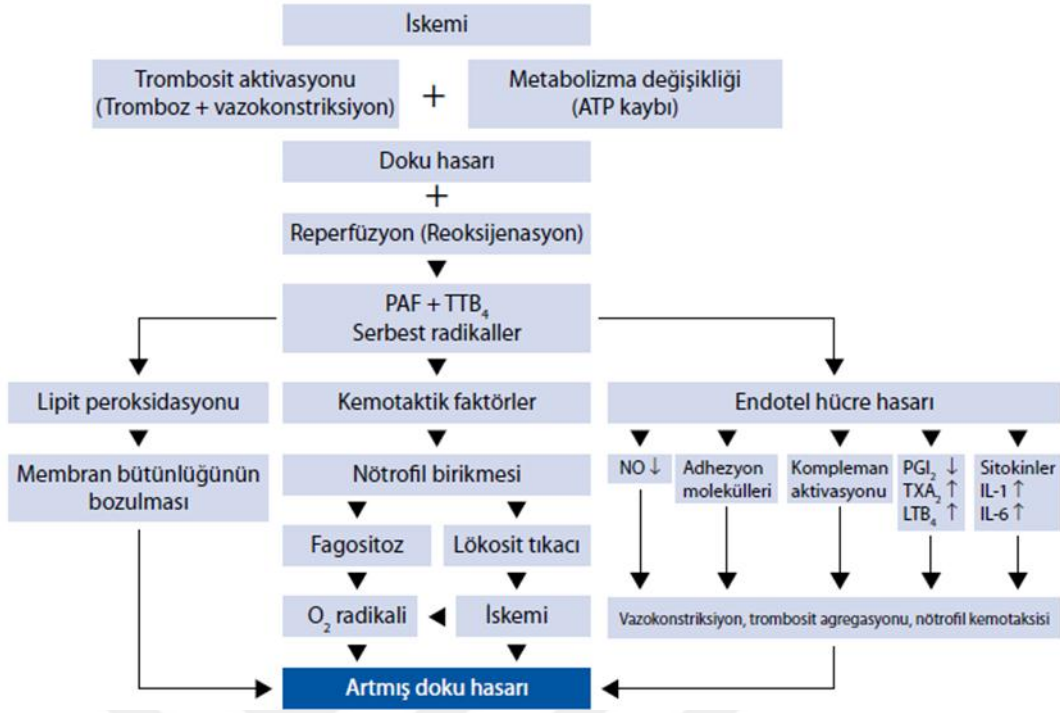 İskemi
Trombosit aktivasyonu
(Tromboz + vazokonstriksiyon)
+
Metabolizma değişikliği
(ATP kaybı)
Doku hasarı
+
Reperfüzyon (Reoksijenasyon)
PAF + TTB₄
Serbest radikaller
Lipit peroksidasyonu
Kemotaktik faktörler
Endotel hücre hasarı
Membran bütünlüğünün
bozulması
Nötrofil birikmesi
NO ↓
Adhezyon
molekülleri
Kompleman
aktivasyonu
PGI₂ ↓
TXA₂ ↑
LTB₄ ↑
Sitokinler
IL-1 ↑
IL-6 ↑
Fagositoz
Lökosit tıkacı
O₂ radikali
İskemi
Vazokonstriksiyon, trombosit agregasyonu, nötrofil kemotaksisi
Artmış doku hasarı